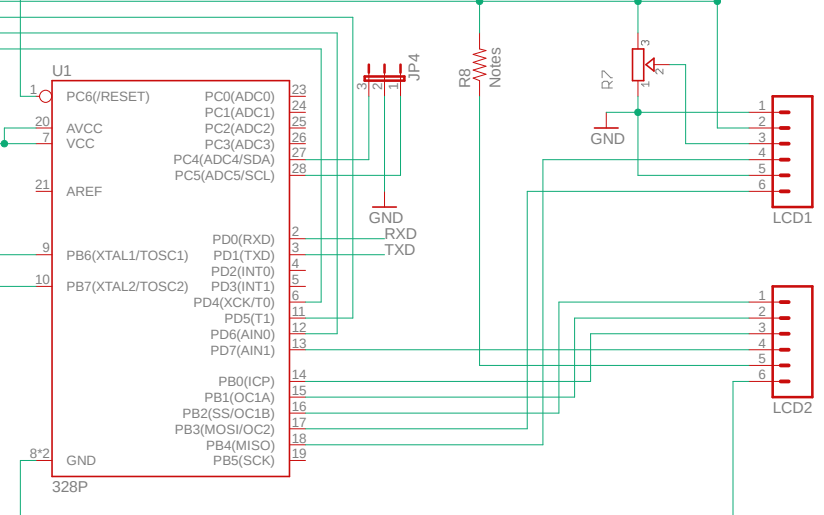 U1
1 PC6(/RESET)
20 AVCC
7 VCC
21 AREF
9 PB6(XTAL1/TOSC1)
10 PB7(XTAL2/TOSC2)
8*2 GND
328P
PC0(ADC0) 23
PC1(ADC1) 24
PC2(ADC2) 25
PC3(ADC3) 26
PC4(ADC4/SDA) 27
PC5(ADC5/SCL) 28
PD0(RXD) 2
PD1(TXD) 3
PD2(INT0) 4
PD3(INT1) 5
PD4(XCK/T0) 6
PD5(T1) 11
PD6(AIN0) 12
PD7(AIN1) 13
PB0(ICP) 14
PB1(OC1A) 15
PB2(SS/OC1B) 16
PB3(MOSI/OC2) 17
PB4(MISO) 18
PB5(SCK) 19
JP4
3
2
1
GND
RXD
TXD
R8
Notes
R7
3
2
1
GND
1
2
3
4
5
6
LCD1
1
2
3
4
5
6
LCD2